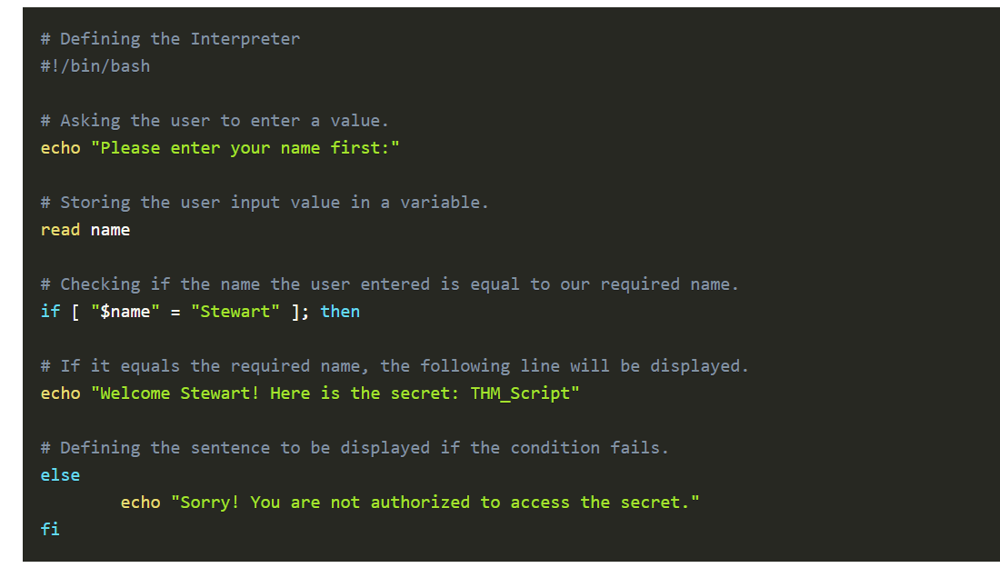 # Defining the Interpreter
#!/bin/bash
# Asking the user to enter a value.
echo "Please enter your name first:"
# Storing the user input value in a variable.
read name
# Checking if the name the user entered is equal to our required name.
if [ "$name" = "Stewart" ]; then
# If it equals the required name, the following line will be displayed.
echo "Welcome Stewart! Here is the secret: THM_Script"
# Defining the sentence to be displayed if the condition fails.
else
echo "Sorry! You are not authorized to access the secret."
fi